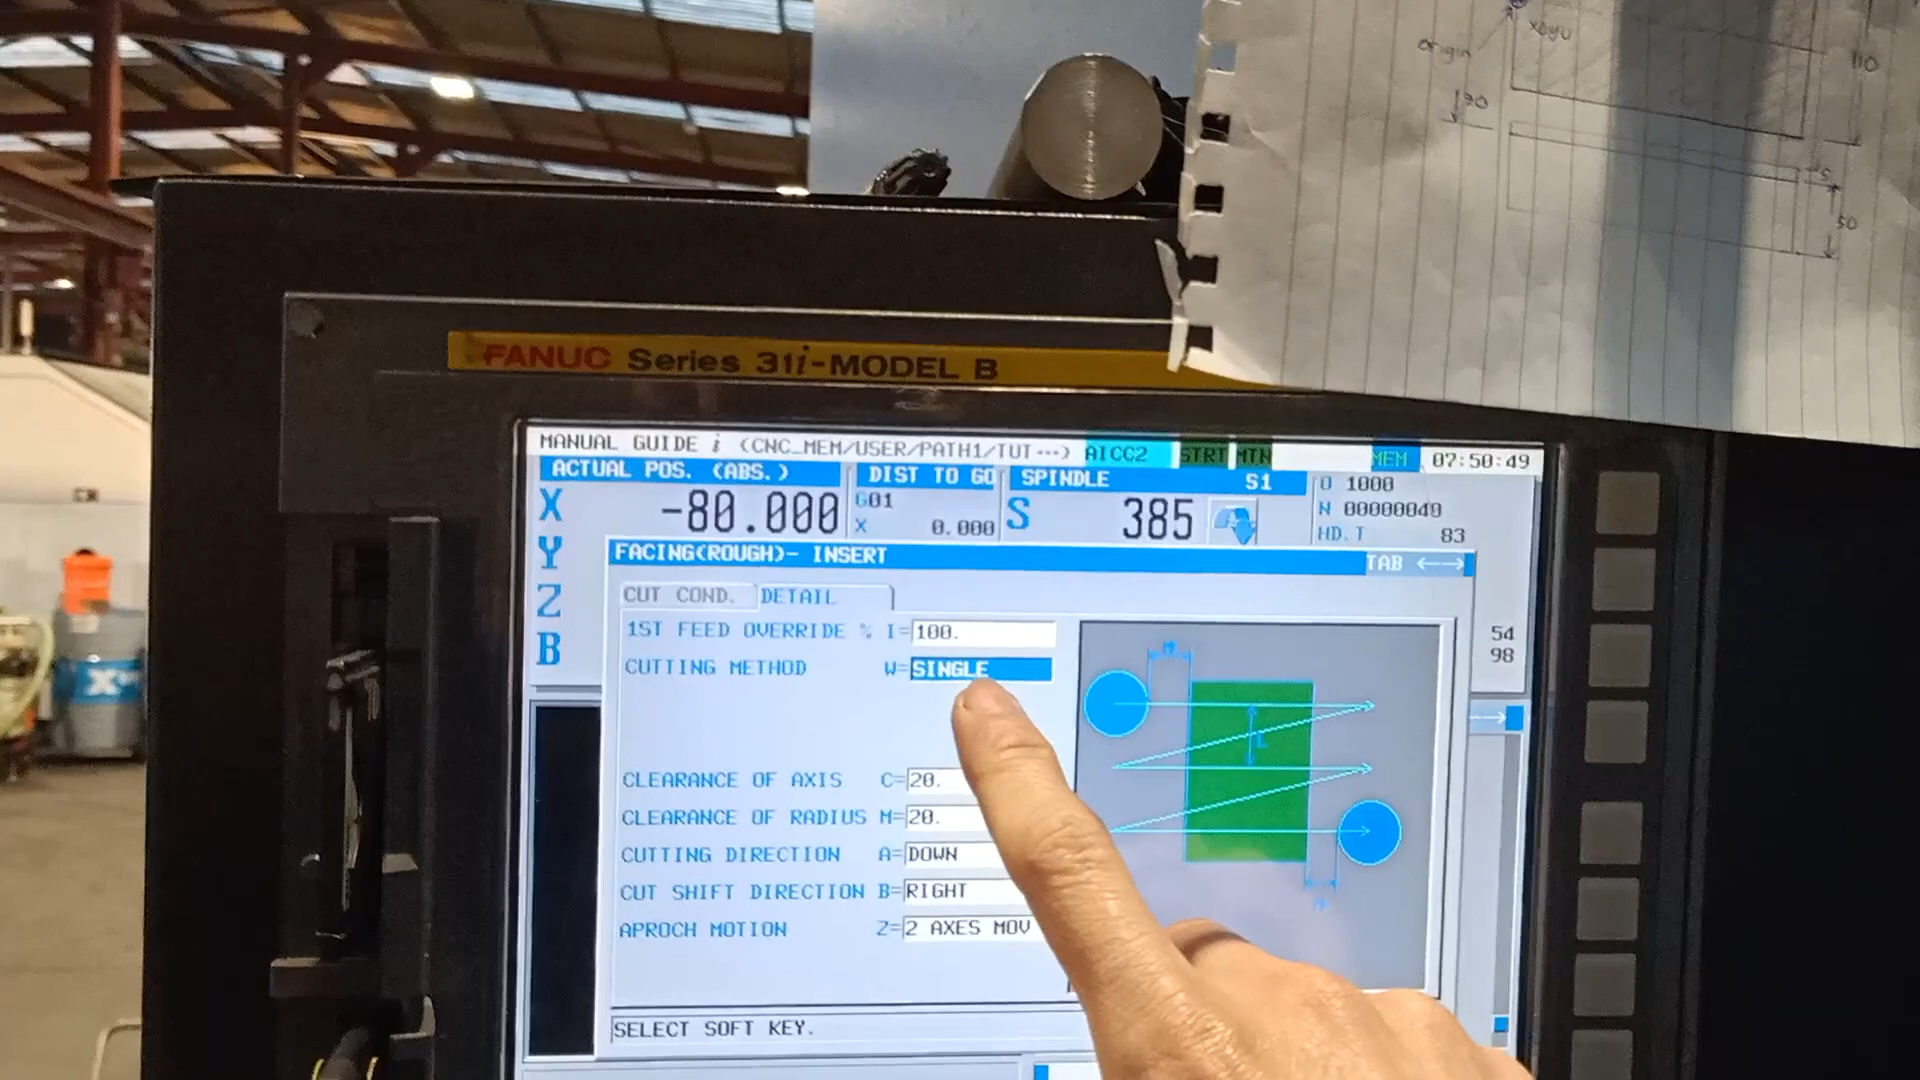 origin
x0y0
110
20
5
50
FANUC Series 31i-MODEL B
MANUAL GUIDE i (CNC_MEM/USER/PATH1/TUT···) AICC2 STRT MTN MEM 07:50:49
ACTUAL POS. (ABS.) DIST TO GO SPINDLE S1
O 1000
X -80.000 G01 S 385
N 00000049
X 0.000
HD.T 83
Y
Z
B
54
98
FACING(ROUGH)- INSERT TAB ←→
CUT COND. DETAIL
1ST FEED OVERRIDE % I=100.
CUTTING METHOD W=SINGLE
CLEARANCE OF AXIS C=20.
CLEARANCE OF RADIUS M=20.
CUTTING DIRECTION A=DOWN
CUT SHIFT DIRECTION B=RIGHT
APROCH MOTION Z=2 AXES MOV
M
L
SELECT SOFT KEY.